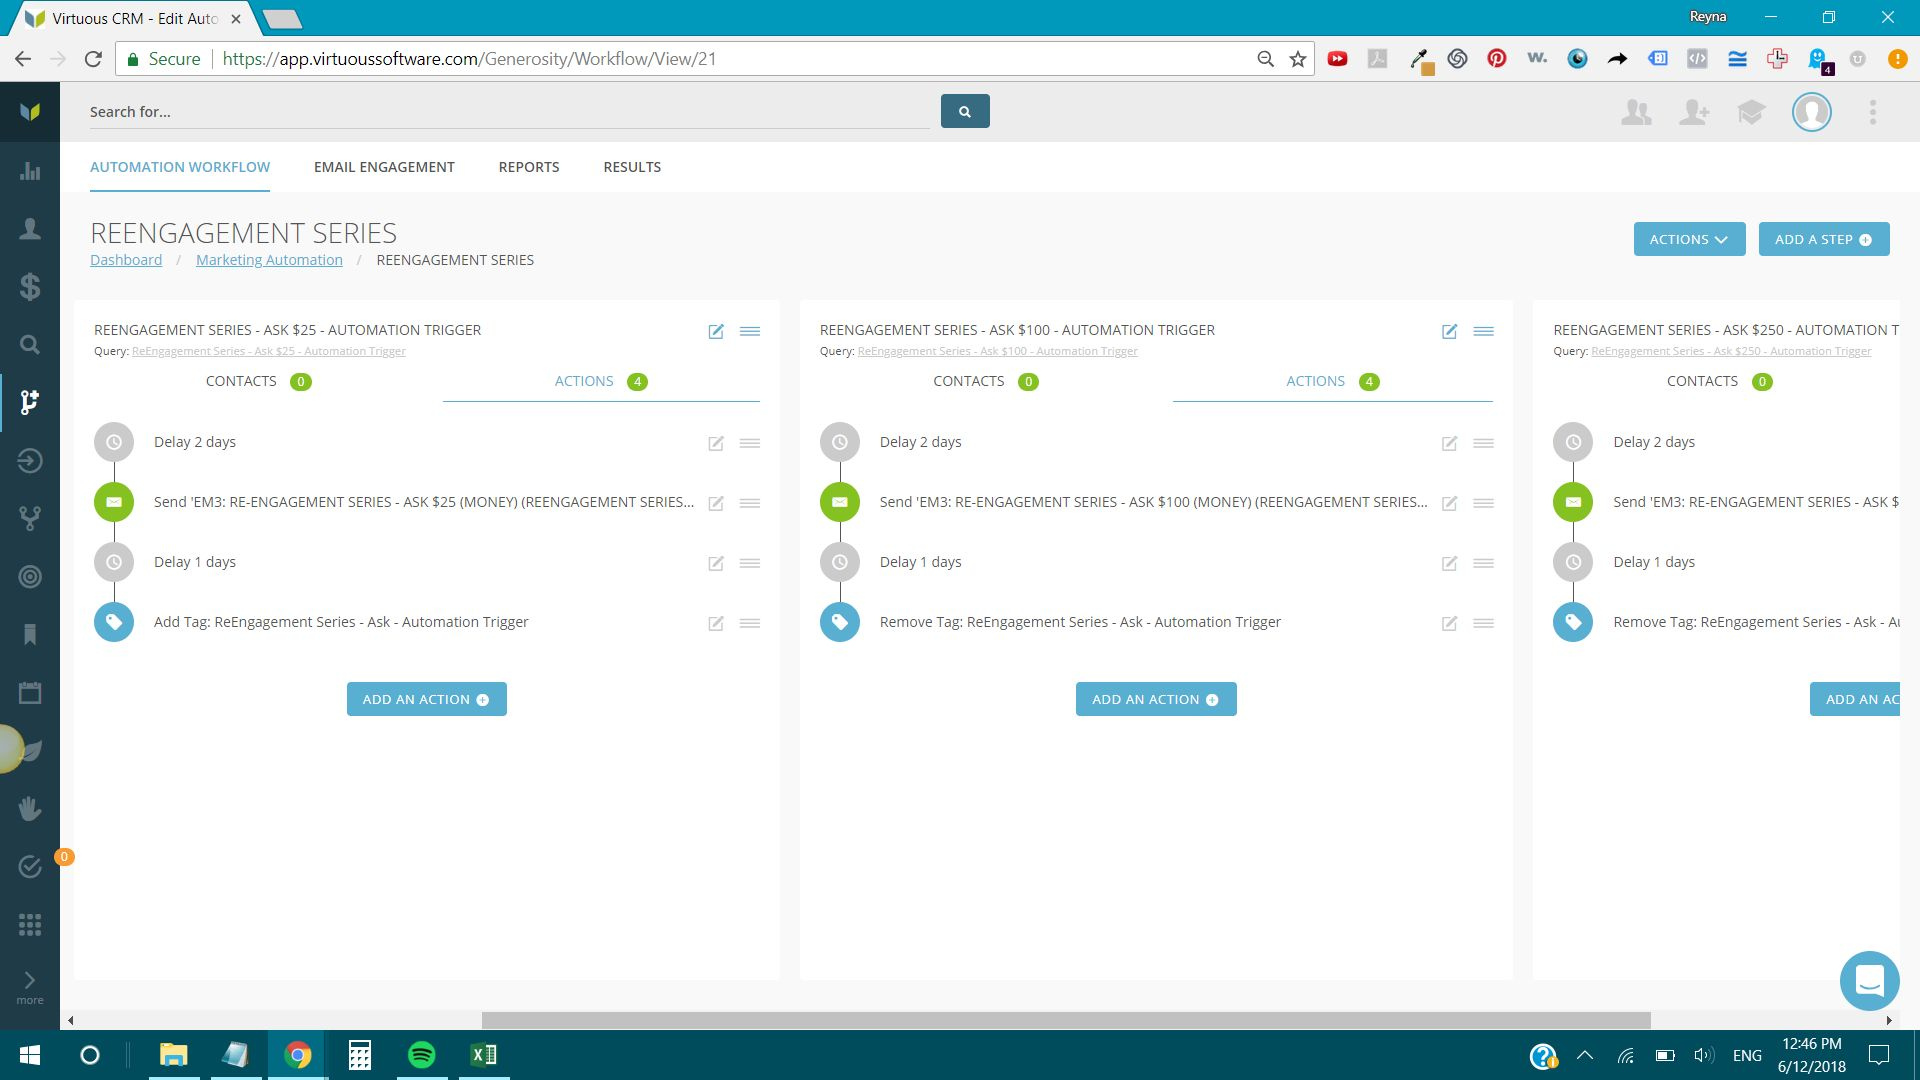 Virtuous CRM - Edit Auto
Reyna
Secure
https://app.virtuoussoftware.com/Generosity/Workflow/View/21
w.
4
Search for...
AUTOMATION WORKFLOW EMAIL ENGAGEMENT REPORTS RESULTS
REENGAGEMENT SERIES
Dashboard / Marketing Automation / REENGAGEMENT SERIES
ACTIONS
ADD A STEP
REENGAGEMENT SERIES - ASK $25 - AUTOMATION TRIGGER
Query: ReEngagement Series - Ask $25 - Automation Trigger
CONTACTS 0
ACTIONS 4
Delay 2 days
Send 'EM3: RE-ENGAGEMENT SERIES - ASK $25 (MONEY) (REENGAGEMENT SERIES...
Delay 1 days
Add Tag: ReEngagement Series - Ask - Automation Trigger
ADD AN ACTION
REENGAGEMENT SERIES - ASK $100 - AUTOMATION TRIGGER
Query: ReEngagement Series - Ask $100 - Automation Trigger
CONTACTS 0
ACTIONS 4
Delay 2 days
Send 'EM3: RE-ENGAGEMENT SERIES - ASK $100 (MONEY) (REENGAGEMENT SERIES...
Delay 1 days
Remove Tag: ReEngagement Series - Ask - Automation Trigger
ADD AN ACTION
REENGAGEMENT SERIES - ASK $250 - AUTOMATION T
Query: ReEngagement Series - Ask $250 - Automation Trigger
CONTACTS 0
Delay 2 days
Send 'EM3: RE-ENGAGEMENT SERIES - ASK $
Delay 1 days
Remove Tag: ReEngagement Series - Ask - Au
ADD AN AC
0
more
ENG
12:46 PM
6/12/2018